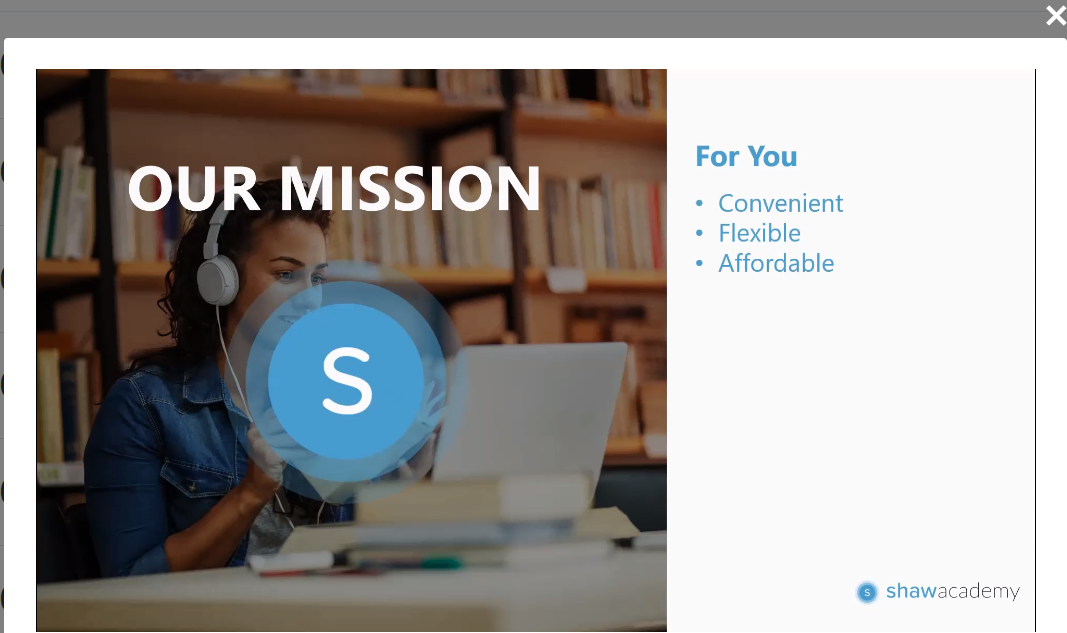 OUR MISSION
S
For You
• Convenient
• Flexible
• Affordable
S shawacademy